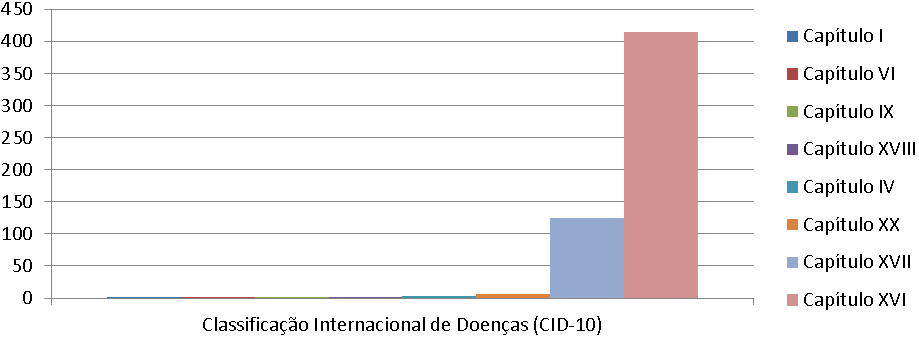 450
400
350
300
250
200
150
100
50
0
Classificação Internacional de Doenças (CID-10)
Capítulo I
Capítulo VI
Capítulo IX
Capítulo XVIII
Capítulo IV
Capítulo XX
Capítulo XVII
Capítulo XVI